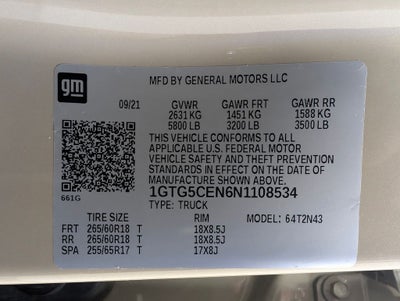 gm
MFD BY GENERAL MOTORS LLC
09/21 GVWR GAWR FRT GAWR RR
2631 KG 1451 KG 1588 KG
5800 LB 3200 LB 3500 LB
THIS VEHICLE CONFORMS TO ALL
APPLICABLE U.S. FEDERAL MOTOR
VEHICLE SAFETY AND THEFT PREVENTION
STANDARDS IN EFFECT ON THE DATE OF
MANUFACTURE SHOWN ABOVE.
661G 1GTG5CEN6N1108534
TYPE: TRUCK
TIRE SIZE RIM MODEL: 64T2N43
FRT 265/60R18 T 18X8.5J
RR 265/60R18 T 18X8.5J
SPA 255/65R17 T 17X8J